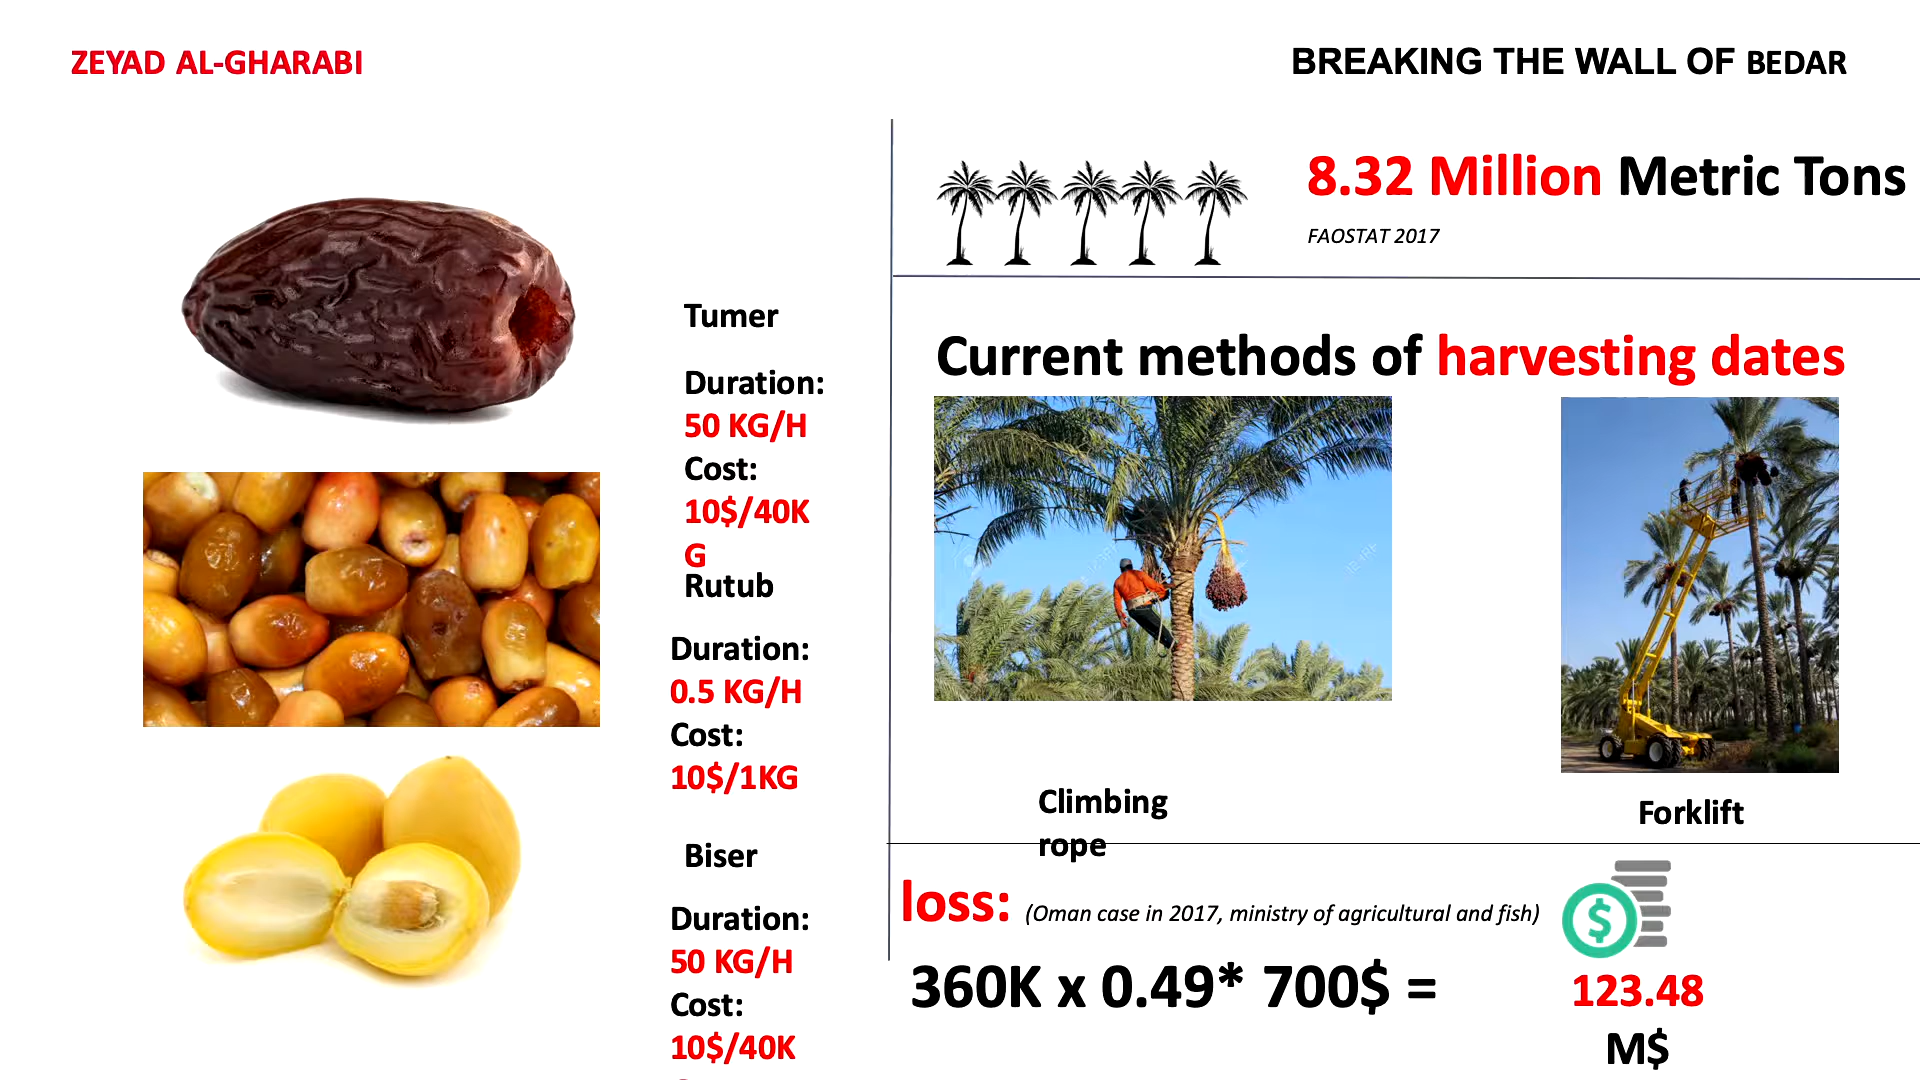 ZEYAD AL-GHARABI
BREAKING THE WALL OF BEDAR
Tumer
Duration:
50 KG/H
Cost:
10$/40K
G
Rutub
Duration:
0.5 KG/H
Cost:
10$/1KG
Biser
Duration:
50 KG/H
Cost:
10$/40K
8.32 Million Metric Tons
FAOSTAT 2017
Current methods of harvesting dates
Climbing
rope
Forklift
loss: (Oman case in 2017, ministry of agricultural and fish)
$
360K x 0.49* 700$ =
123.48
M$